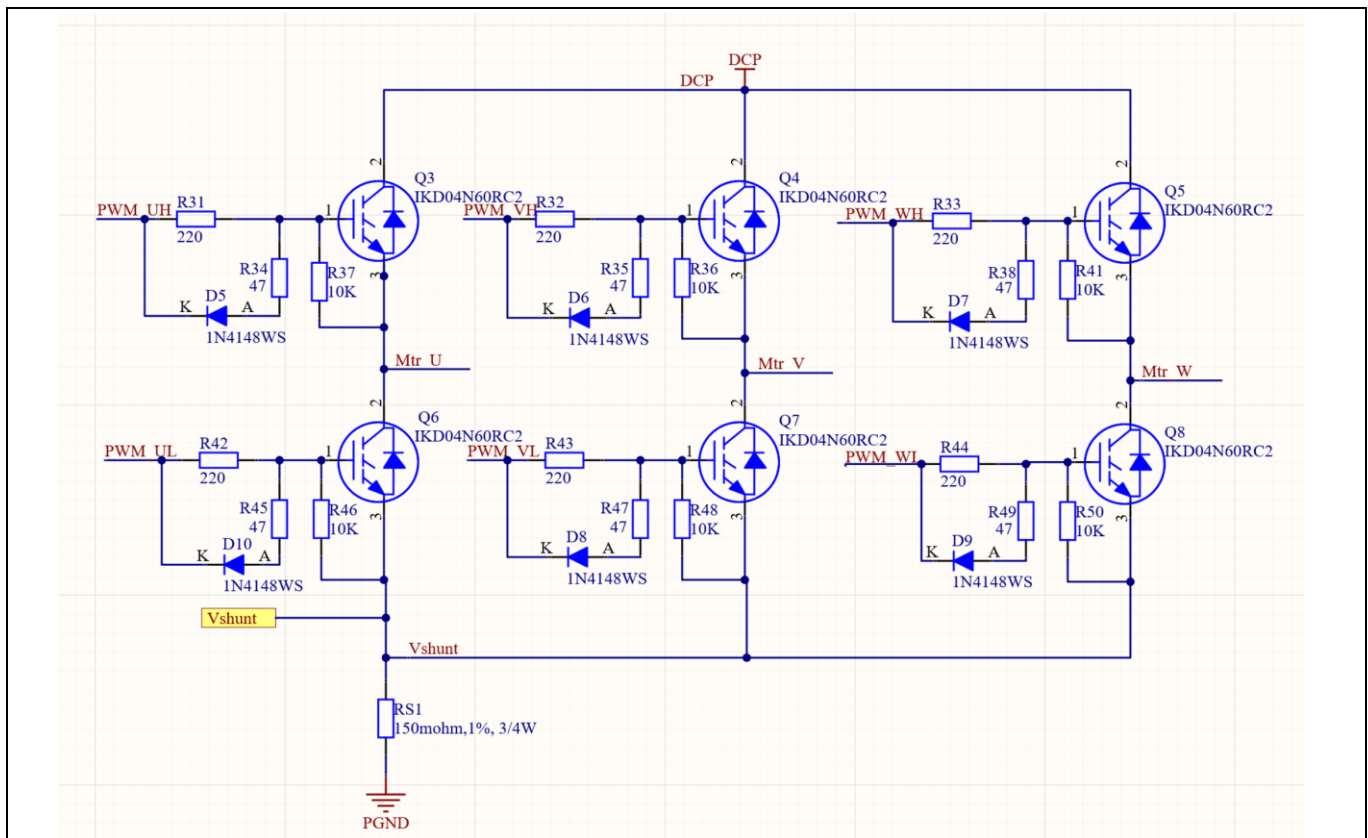 DCP
DCP
2
2
2
Q3
IKD04N60RC2
Q4
IKD04N60RC2
Q5
IKD04N60RC2
PWM_UH
R31
220
1
PWM_VH
R32
220
1
PWM_WH
R33
220
1
R34
47
R37
10K
3
R35
47
R36
10K
3
R38
47
R41
10K
3
K
D5
A
1N4148WS
K
D6
A
1N4148WS
K
D7
A
1N4148WS
Mtr_U
Mtr_V
Mtr_W
2
2
2
Q6
IKD04N60RC2
Q7
IKD04N60RC2
Q8
IKD04N60RC2
PWM_UL
R42
220
1
PWM_VL
R43
220
1
PWM_WL
R44
220
1
R45
47
R46
10K
3
R47
47
R48
10K
3
R49
47
R50
10K
3
K
D10
A
1N4148WS
K
D8
A
1N4148WS
K
D9
A
1N4148WS
Vshunt
Vshunt
RS1
150mohm,1%, 3/4W
PGND